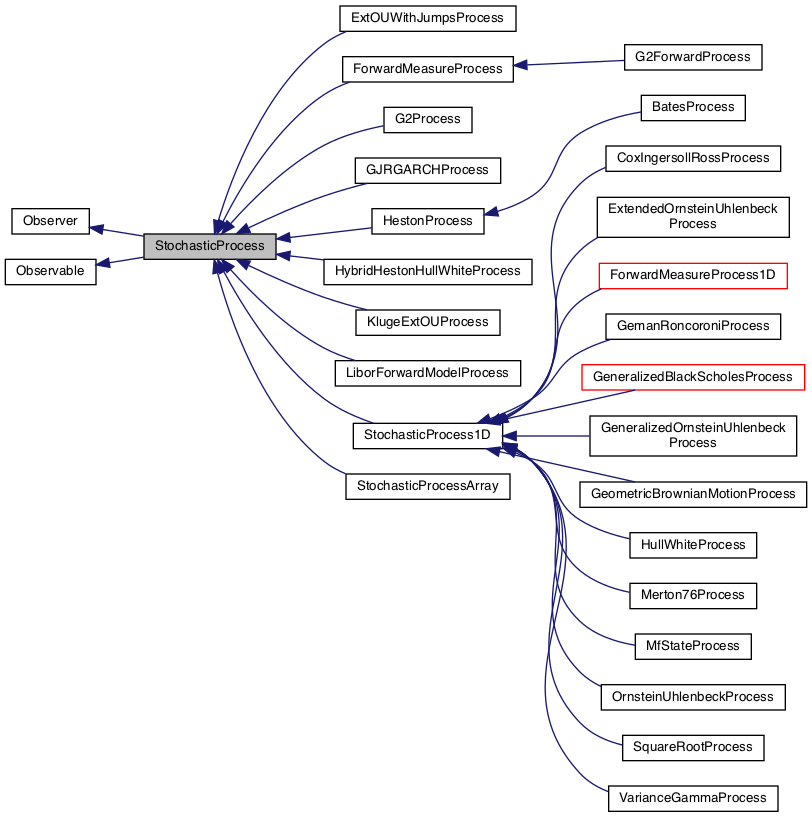 Observer
Observable
StochasticProcess
ExtOUWithJumpsProcess
ForwardMeasureProcess
G2Process
GJRGARCHProcess
HestonProcess
HybridHestonHullWhiteProcess
KlugeExtOUProcess
LiborForwardModelProcess
StochasticProcess1D
StochasticProcessArray
G2ForwardProcess
BatesProcess
CoxIngersollRossProcess
ExtendedOrnsteinUhlenbeck
Process
ForwardMeasureProcess1D
GemanRoncoroniProcess
GeneralizedBlackScholesProcess
GeneralizedOrnsteinUhlenbeck
Process
GeometricBrownianMotionProcess
HullWhiteProcess
Merton76Process
MfStateProcess
OrnsteinUhlenbeckProcess
SquareRootProcess
VarianceGammaProcess